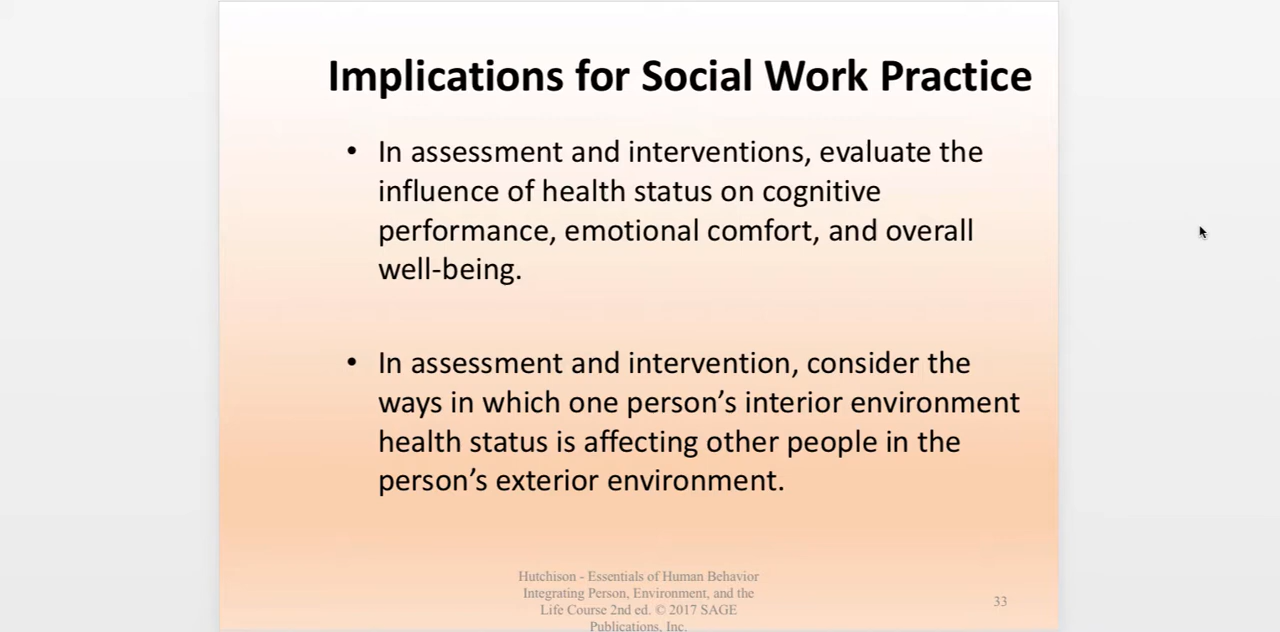 Implications for Social Work Practice
• In assessment and interventions, evaluate the
influence of health status on cognitive
performance, emotional comfort, and overall
well-being.
• In assessment and intervention, consider the
ways in which one person’s interior environment
health status is affecting other people in the
person’s exterior environment.
Hutchison - Essentials of Human Behavior
Integrating Person, Environment, and the
Life Course 2nd ed. © 2017 SAGE
Publications, Inc.
33